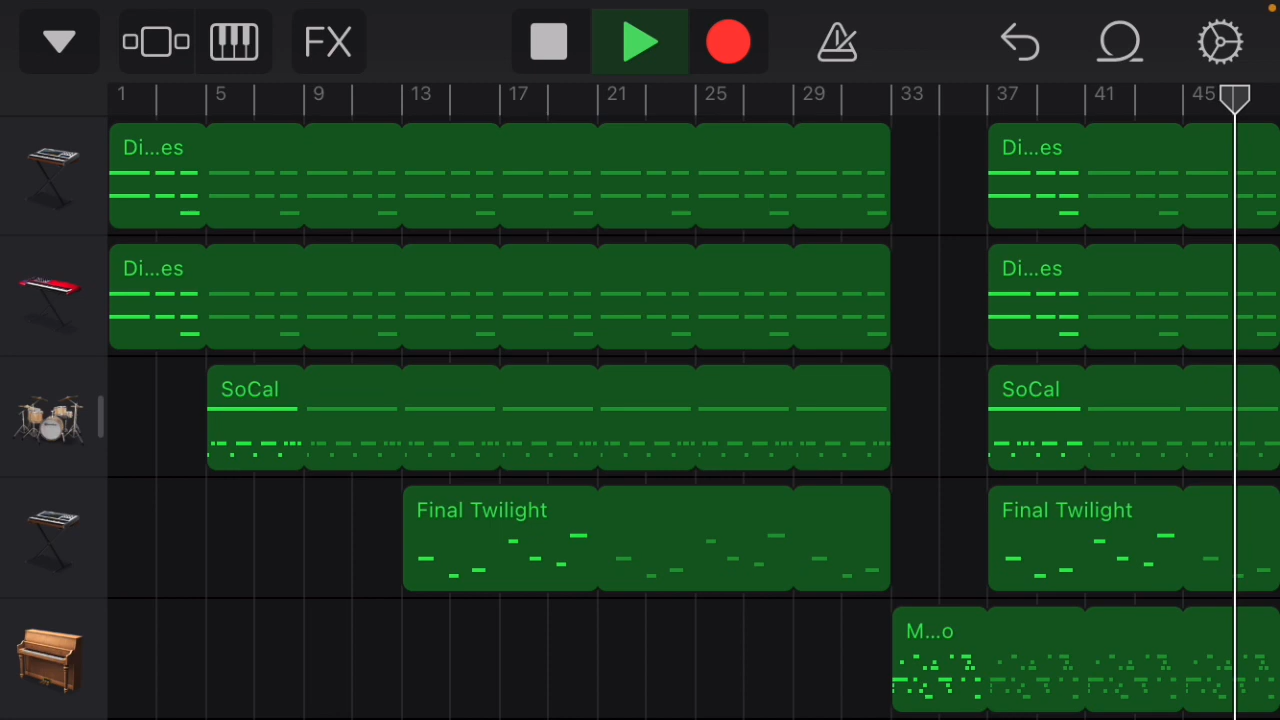 FX
1 5 9 13 17 21 25 29 33 37 41 45
Di...es Di...es
Di...es Di...es
SoCal SoCal
Final Twilight Final Twilight
M...o